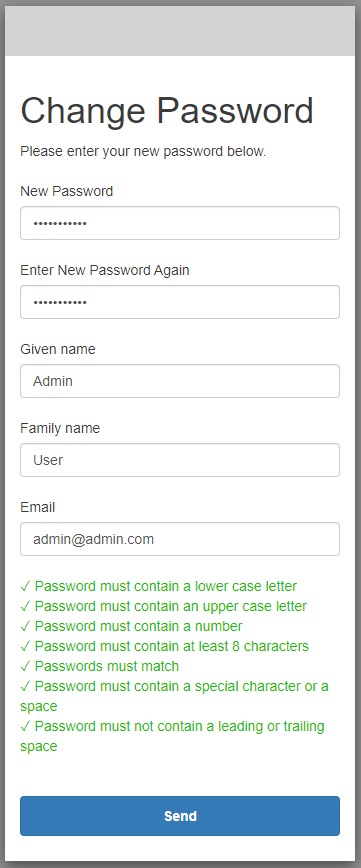 Change Password
Please enter your new password below.
New Password
•••••••••••
Enter New Password Again
•••••••••••
Given name
Admin
Family name
User
Email
admin@admin.com
✓ Password must contain a lower case letter
✓ Password must contain an upper case letter
✓ Password must contain a number
✓ Password must contain at least 8 characters
✓ Passwords must match
✓ Password must contain a special character or a
space
✓ Password must not contain a leading or trailing
space
Send